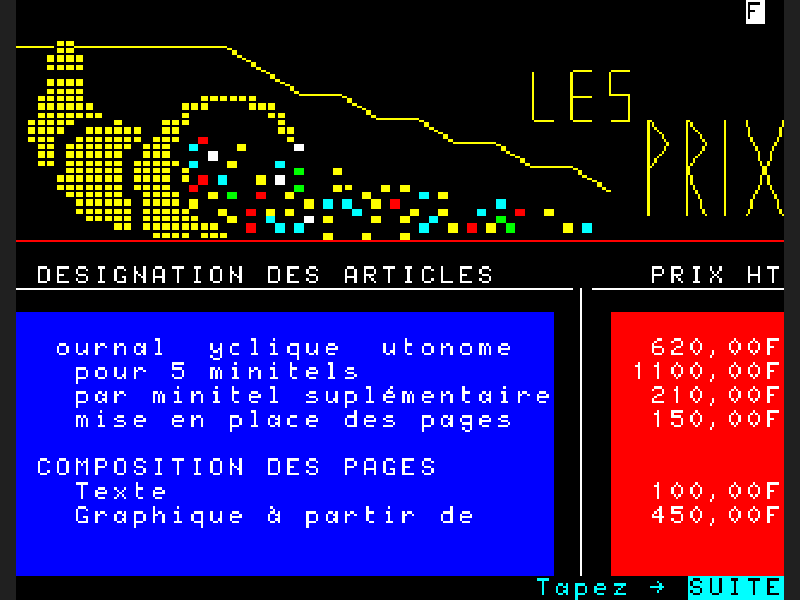 F
LES
PRIX
DESIGNATION DES ARTICLES PRIX HT
ournal yclique utonome 620,00F
pour 5 minitels 1100,00F
par minitel suplémentaire 210,00F
mise en place des pages 150,00F
COMPOSITION DES PAGES
Texte 100,00F
Graphique à partir de 450,00F
Tapez → SUITE